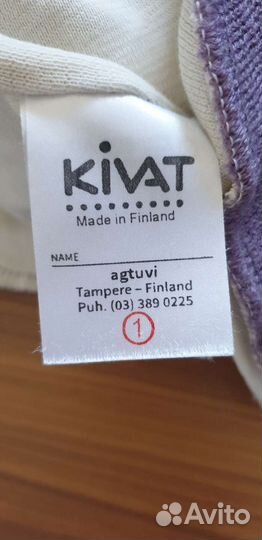 KIVAT
Made in Finland
NAME
agtuvi
Tampere – Finland
Puh. (03) 389 0225
1
Avito